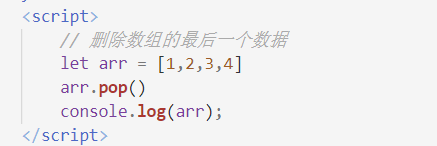 <script>
// 删除数组的最后一个数据
let arr = [1,2,3,4]
arr.pop()
console.log(arr);
</script>